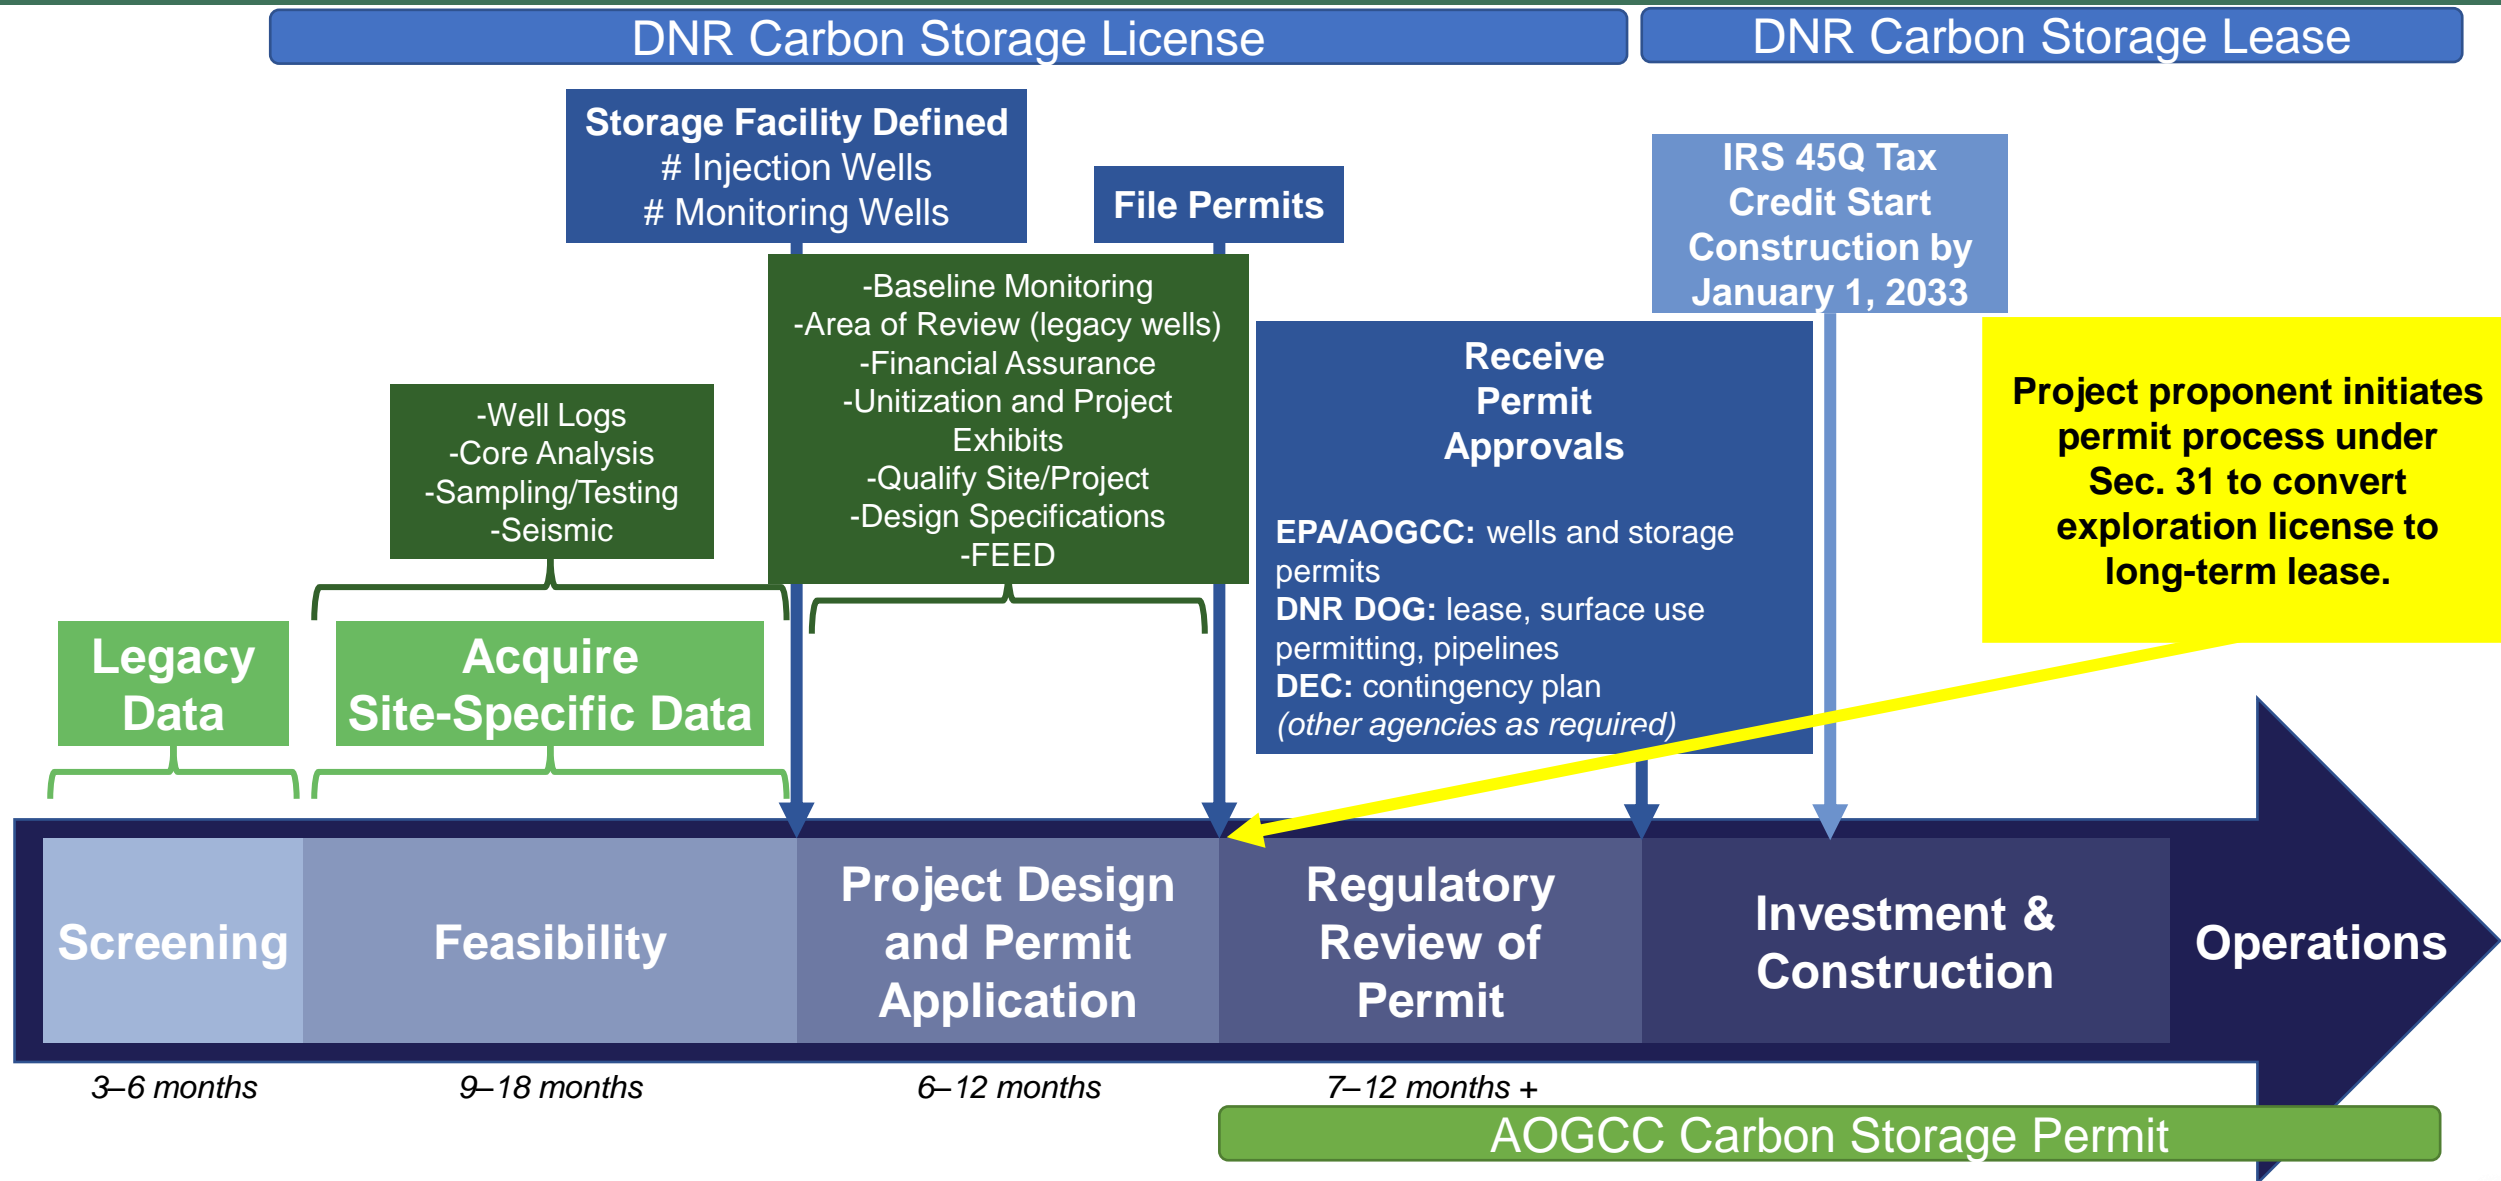 DNR Carbon Storage License
DNR Carbon Storage Lease
Storage Facility Defined
# Injection Wells
# Monitoring Wells
File Permits
IRS 45Q Tax
Credit Start
Construction by
January 1, 2033
-Baseline Monitoring
-Area of Review (legacy wells)
-Financial Assurance
-Unitization and Project
Exhibits
-Qualify Site/Project
-Design Specifications
-FEED
Receive
Permit
Approvals
EPA/AOGCC: wells and storage
permits
DNR DOG: lease, surface use
permitting, pipelines
DEC: contingency plan
(other agencies as required)
Project proponent initiates
permit process under
Sec. 31 to convert
exploration license to
long-term lease.
-Well Logs
-Core Analysis
-Sampling/Testing
-Seismic
Legacy
Data
Acquire
Site-Specific Data
Screening
Feasibility
Project Design
and Permit
Application
Regulatory
Review of
Permit
Investment &
Construction
Operations
3–6 months
9–18 months
6–12 months
7–12 months +
AOGCC Carbon Storage Permit